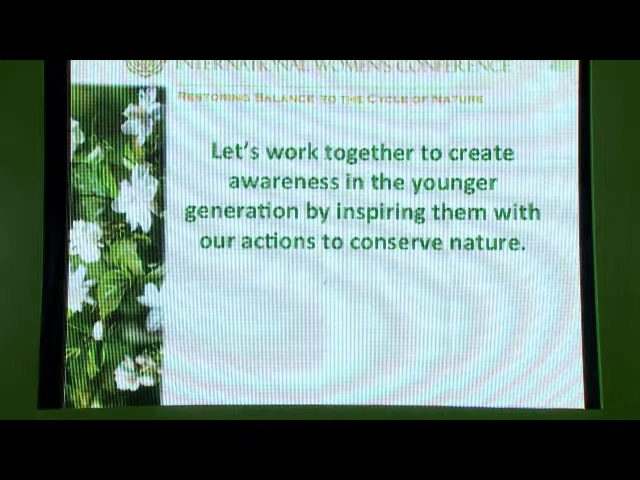 INTERNATIONAL WOMEN'S CONFERENCE
RESTORING BALANCE TO THE CYCLE OF NATURE
Let's work together to create
awareness in the younger
generation by inspiring them with
our actions to conserve nature.